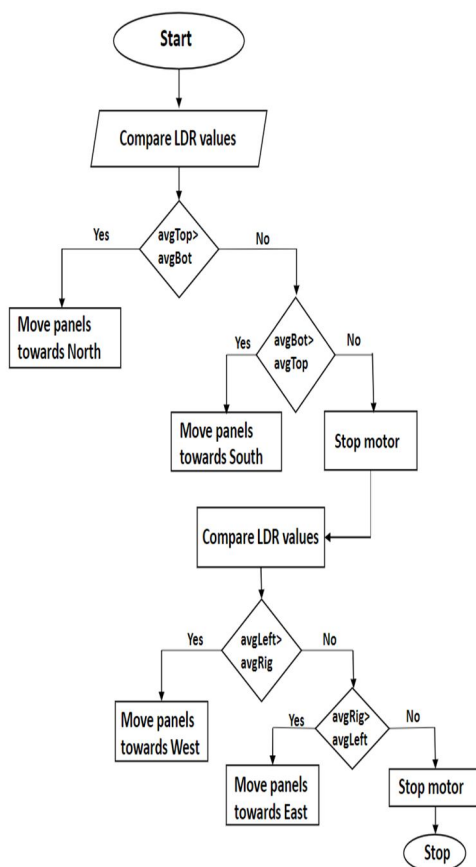 Start
Compare LDR values
avgTop>
avgBot
Yes
No
Move panels
towards North
avgBot>
avgTop
Yes
No
Move panels
towards South
Stop motor
Compare LDR values
avgLeft>
avgRig
Yes
No
Move panels
towards West
avgRig>
avgLeft
Yes
No
Move panels
towards East
Stop motor
Stop